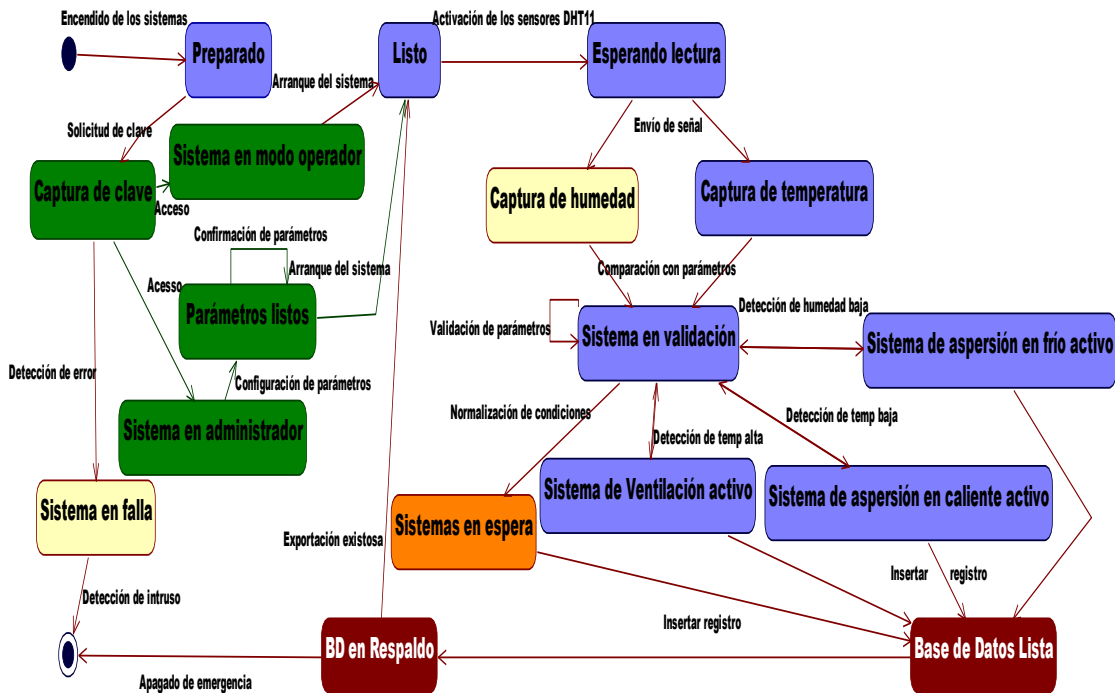 Encendido de los sistemas
Activación de los sensores DHT11
Preparado
Listo
Esperando lectura
Arranque del sistema
Solicitud de clave
Envío de señal
Sistema en modo operador
Captura de clave
Captura de humedad
Captura de temperatura
Acceso
Confirmación de parámetros
Arranque del sistema
Comparación con parámetros
Acesso
Detección de humedad baja
Parámetros listos
Validación de parámetros
Sistema en validación
Sistema de aspersión en frío activo
Detección de error
Configuración de parámetros
Normalización de condiciones
Detección de temp baja
Sistema en administrador
Detección de temp alta
Sistema de Ventilación activo
Sistema de aspersión en caliente activo
Sistema en falla
Sistemas en espera
Exportación existosa
Insertar registro
Detección de intruso
Insertar registro
BD en Respaldo
Base de Datos Lista
Apagado de emergencia